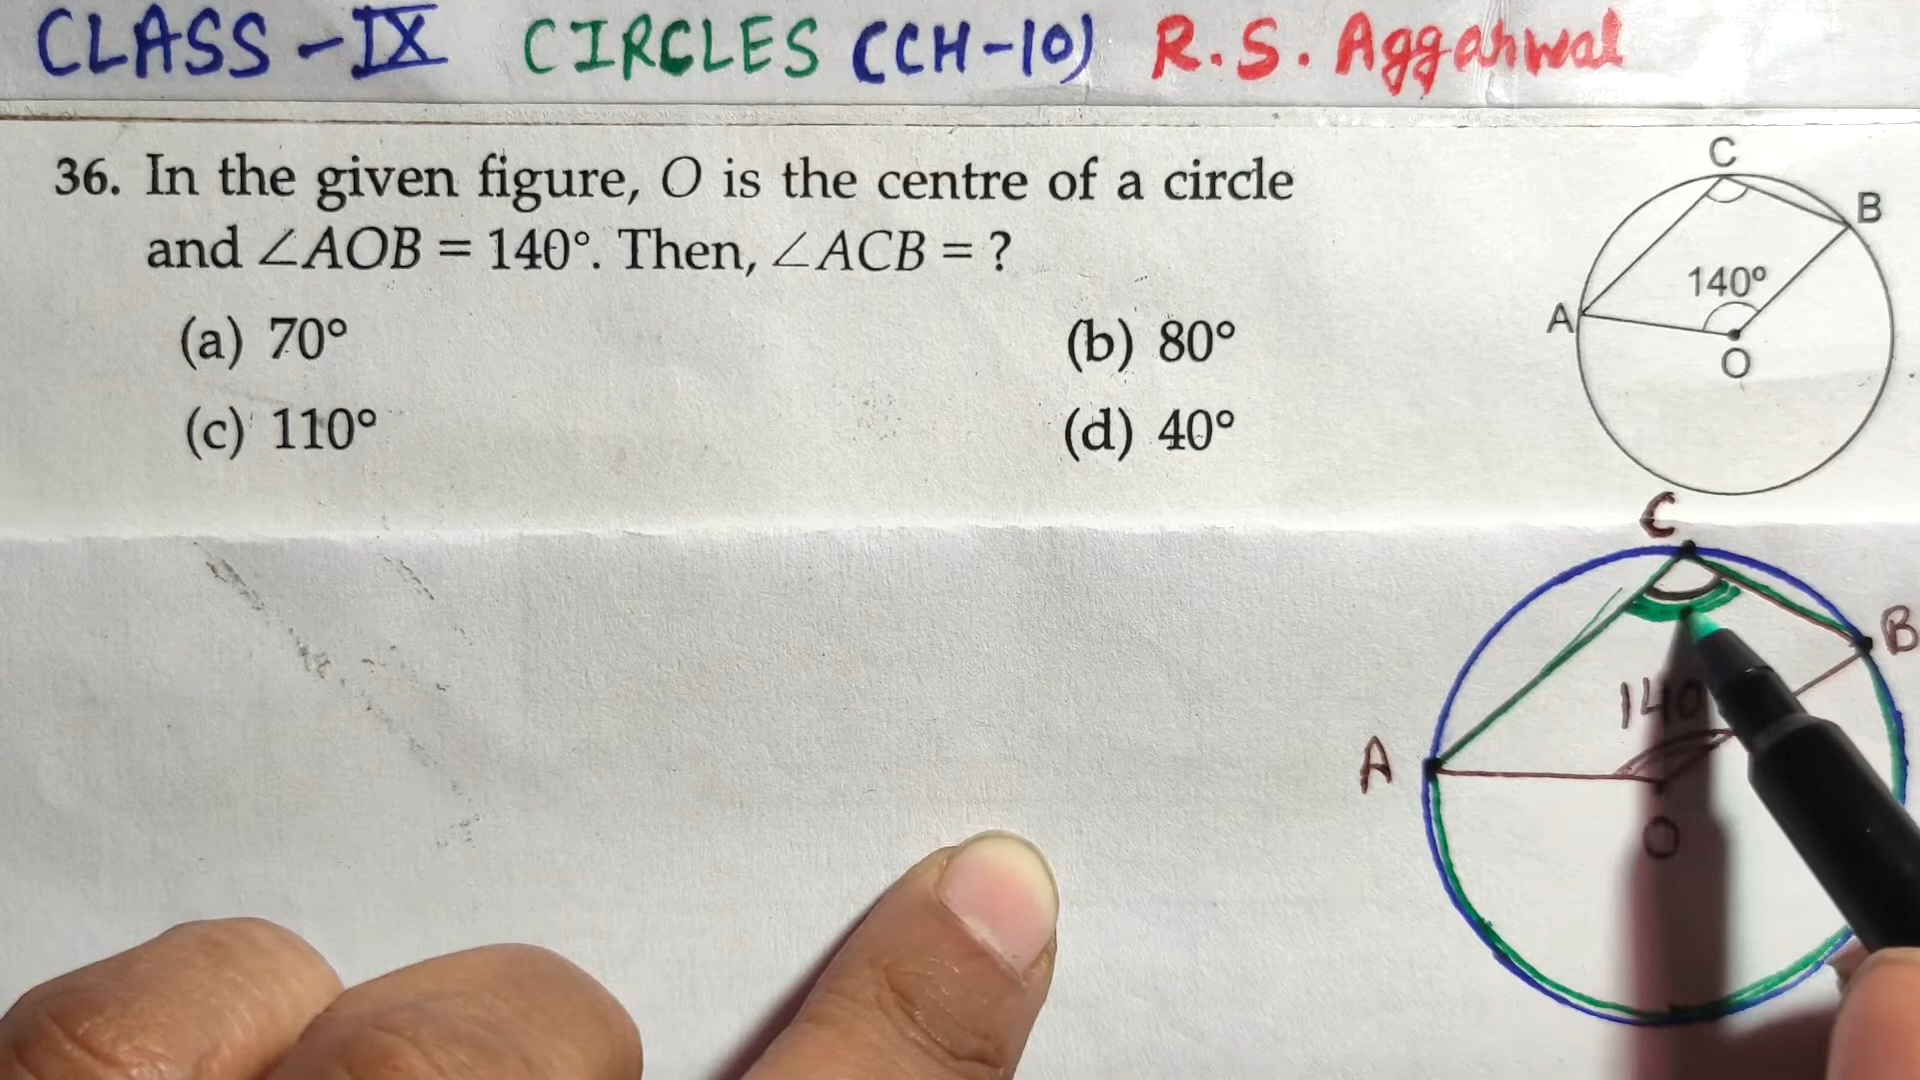 CLASS-IX CIRCLES (CH-10) R.S. Aggarwal
36. In the given figure, O is the centre of a circle
and ∠AOB = 140°. Then, ∠ACB = ?
(a) 70° (b) 80°
(c) 110° (d) 40°
C
B
140°
A
O
C
B
140
A
O